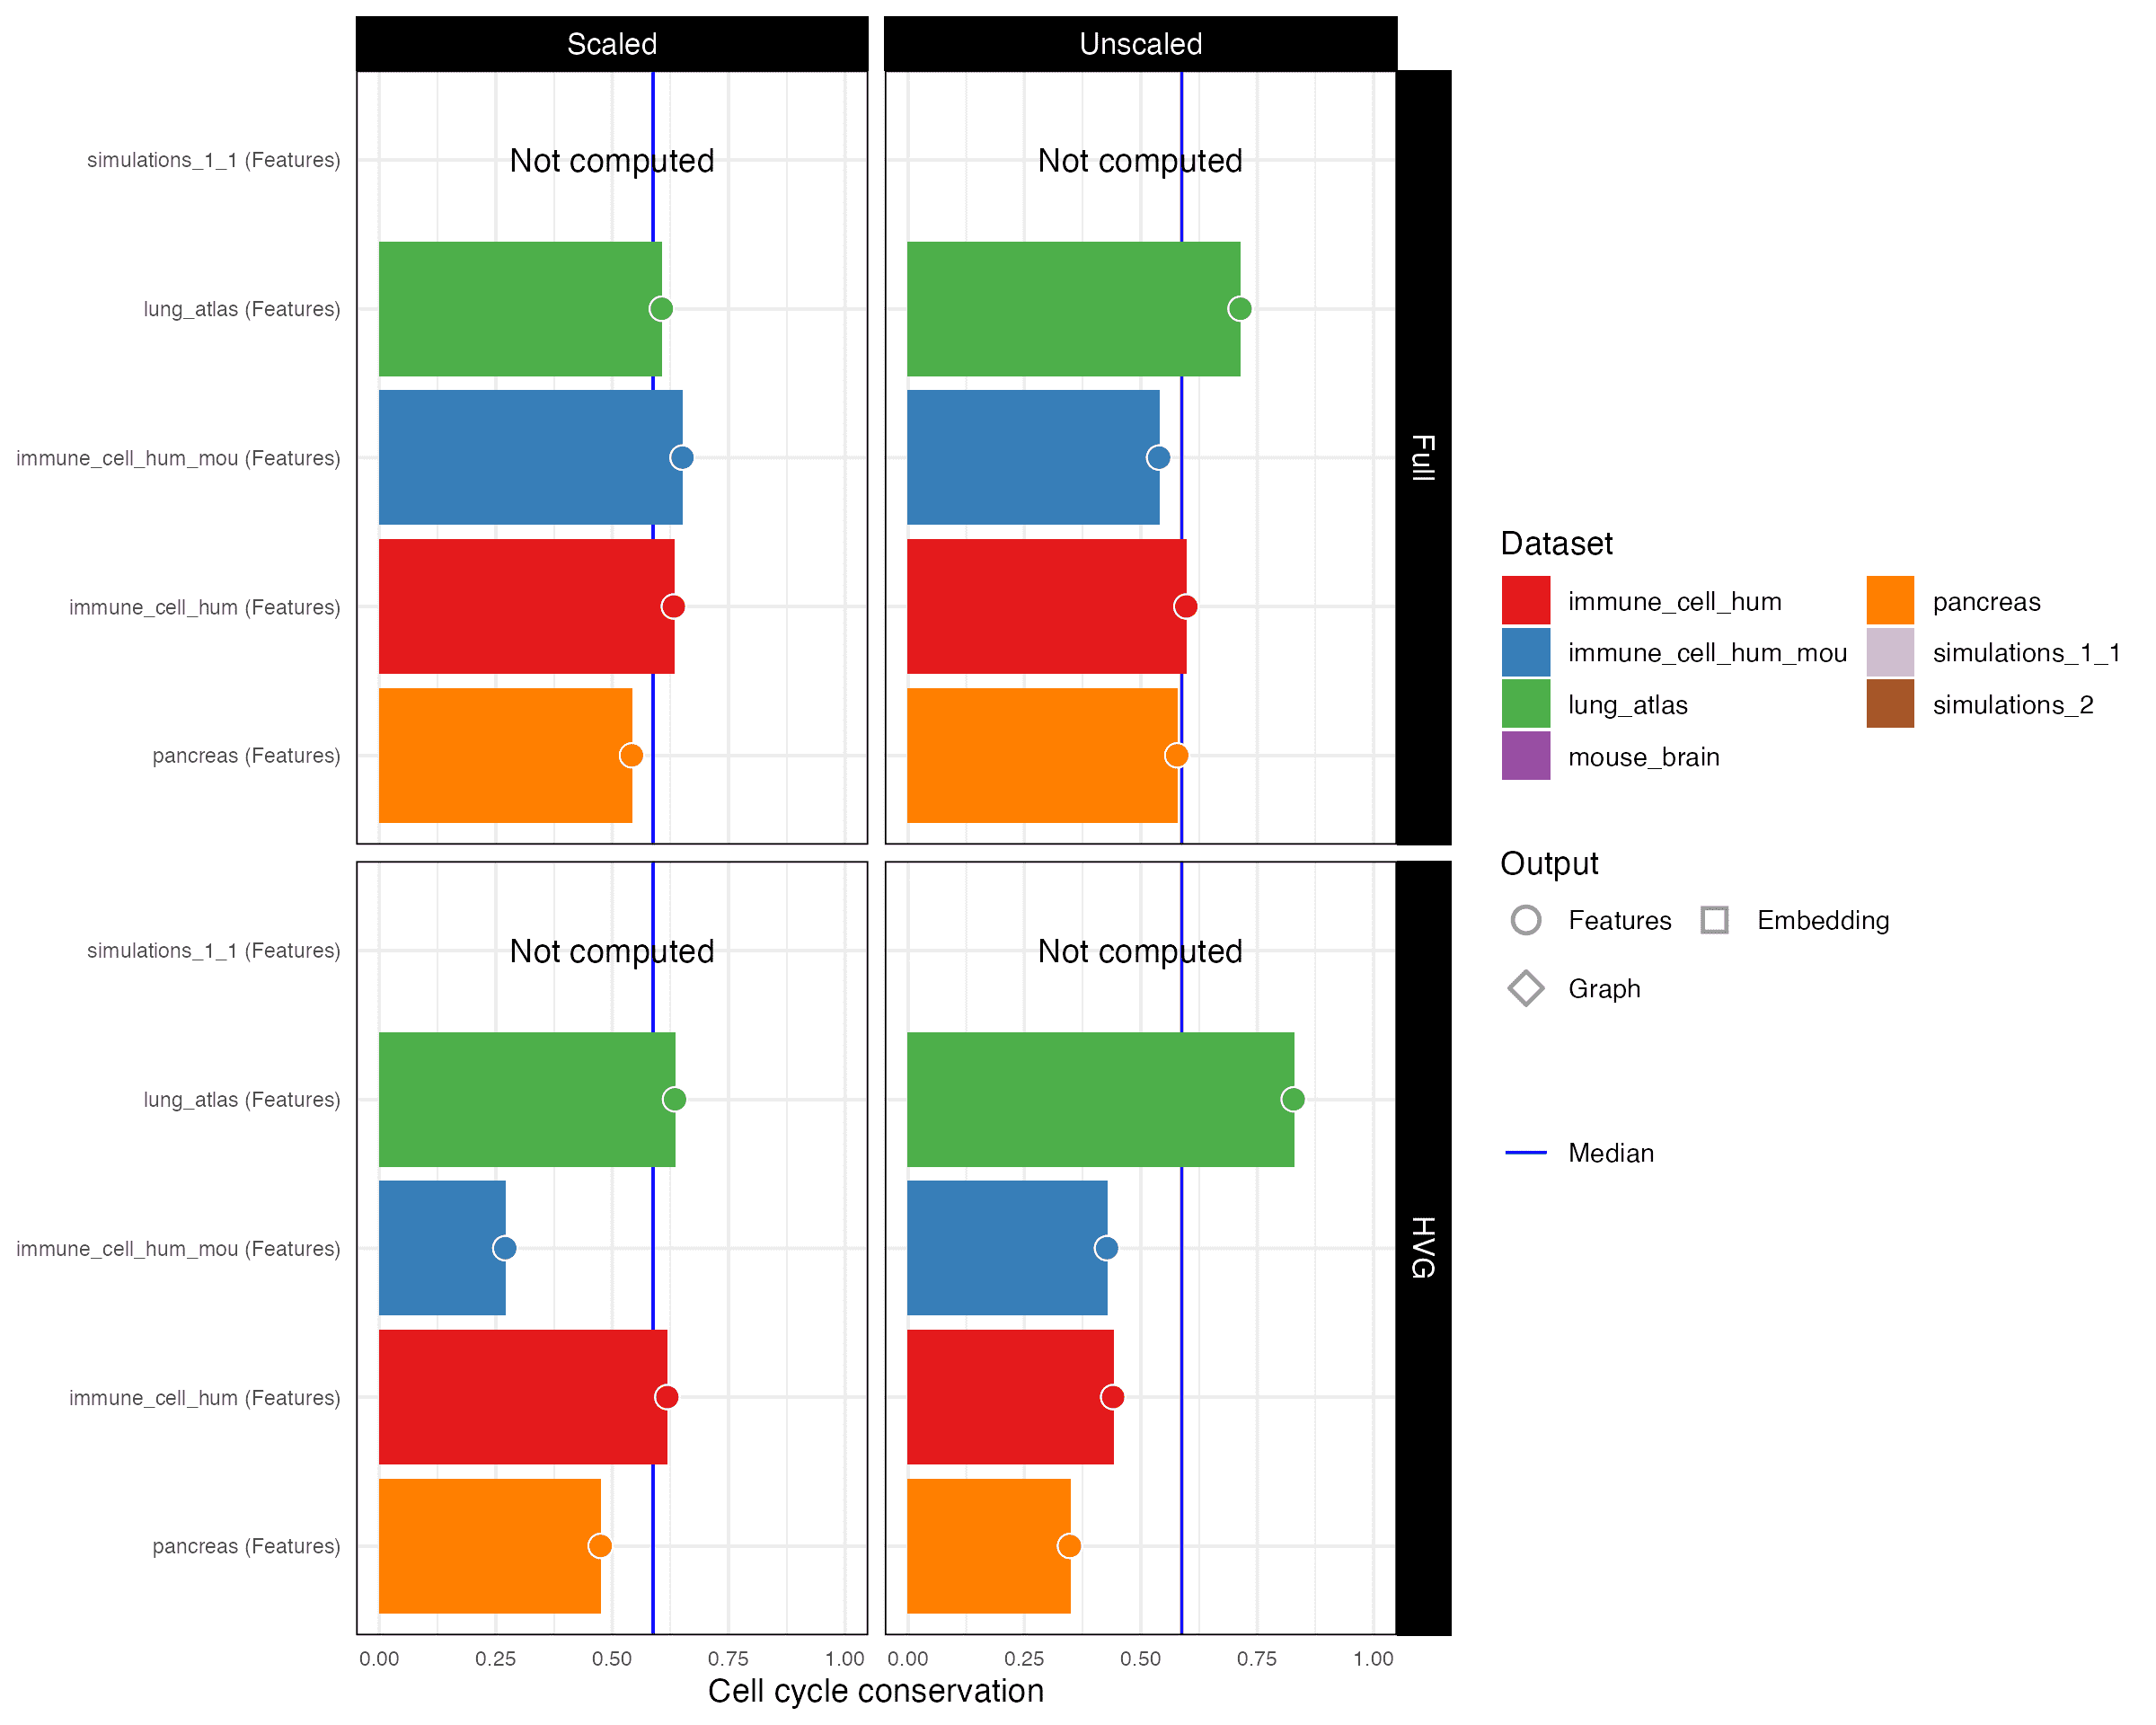 Scaled
Unscaled
Full
simulations_1_1 (Features)
Not computed
Not computed
lung_atlas (Features)
immune_cell_hum_mou (Features)
immune_cell_hum (Features)
pancreas (Features)
HVG
simulations_1_1 (Features)
Not computed
Not computed
lung_atlas (Features)
immune_cell_hum_mou (Features)
immune_cell_hum (Features)
pancreas (Features)
0.00 0.25 0.50 0.75 1.00
0.00 0.25 0.50 0.75 1.00
Cell cycle conservation
Dataset
immune_cell_hum
immune_cell_hum_mou
lung_atlas
mouse_brain
pancreas
simulations_1_1
simulations_2
Output
Features
Embedding
Graph
Median